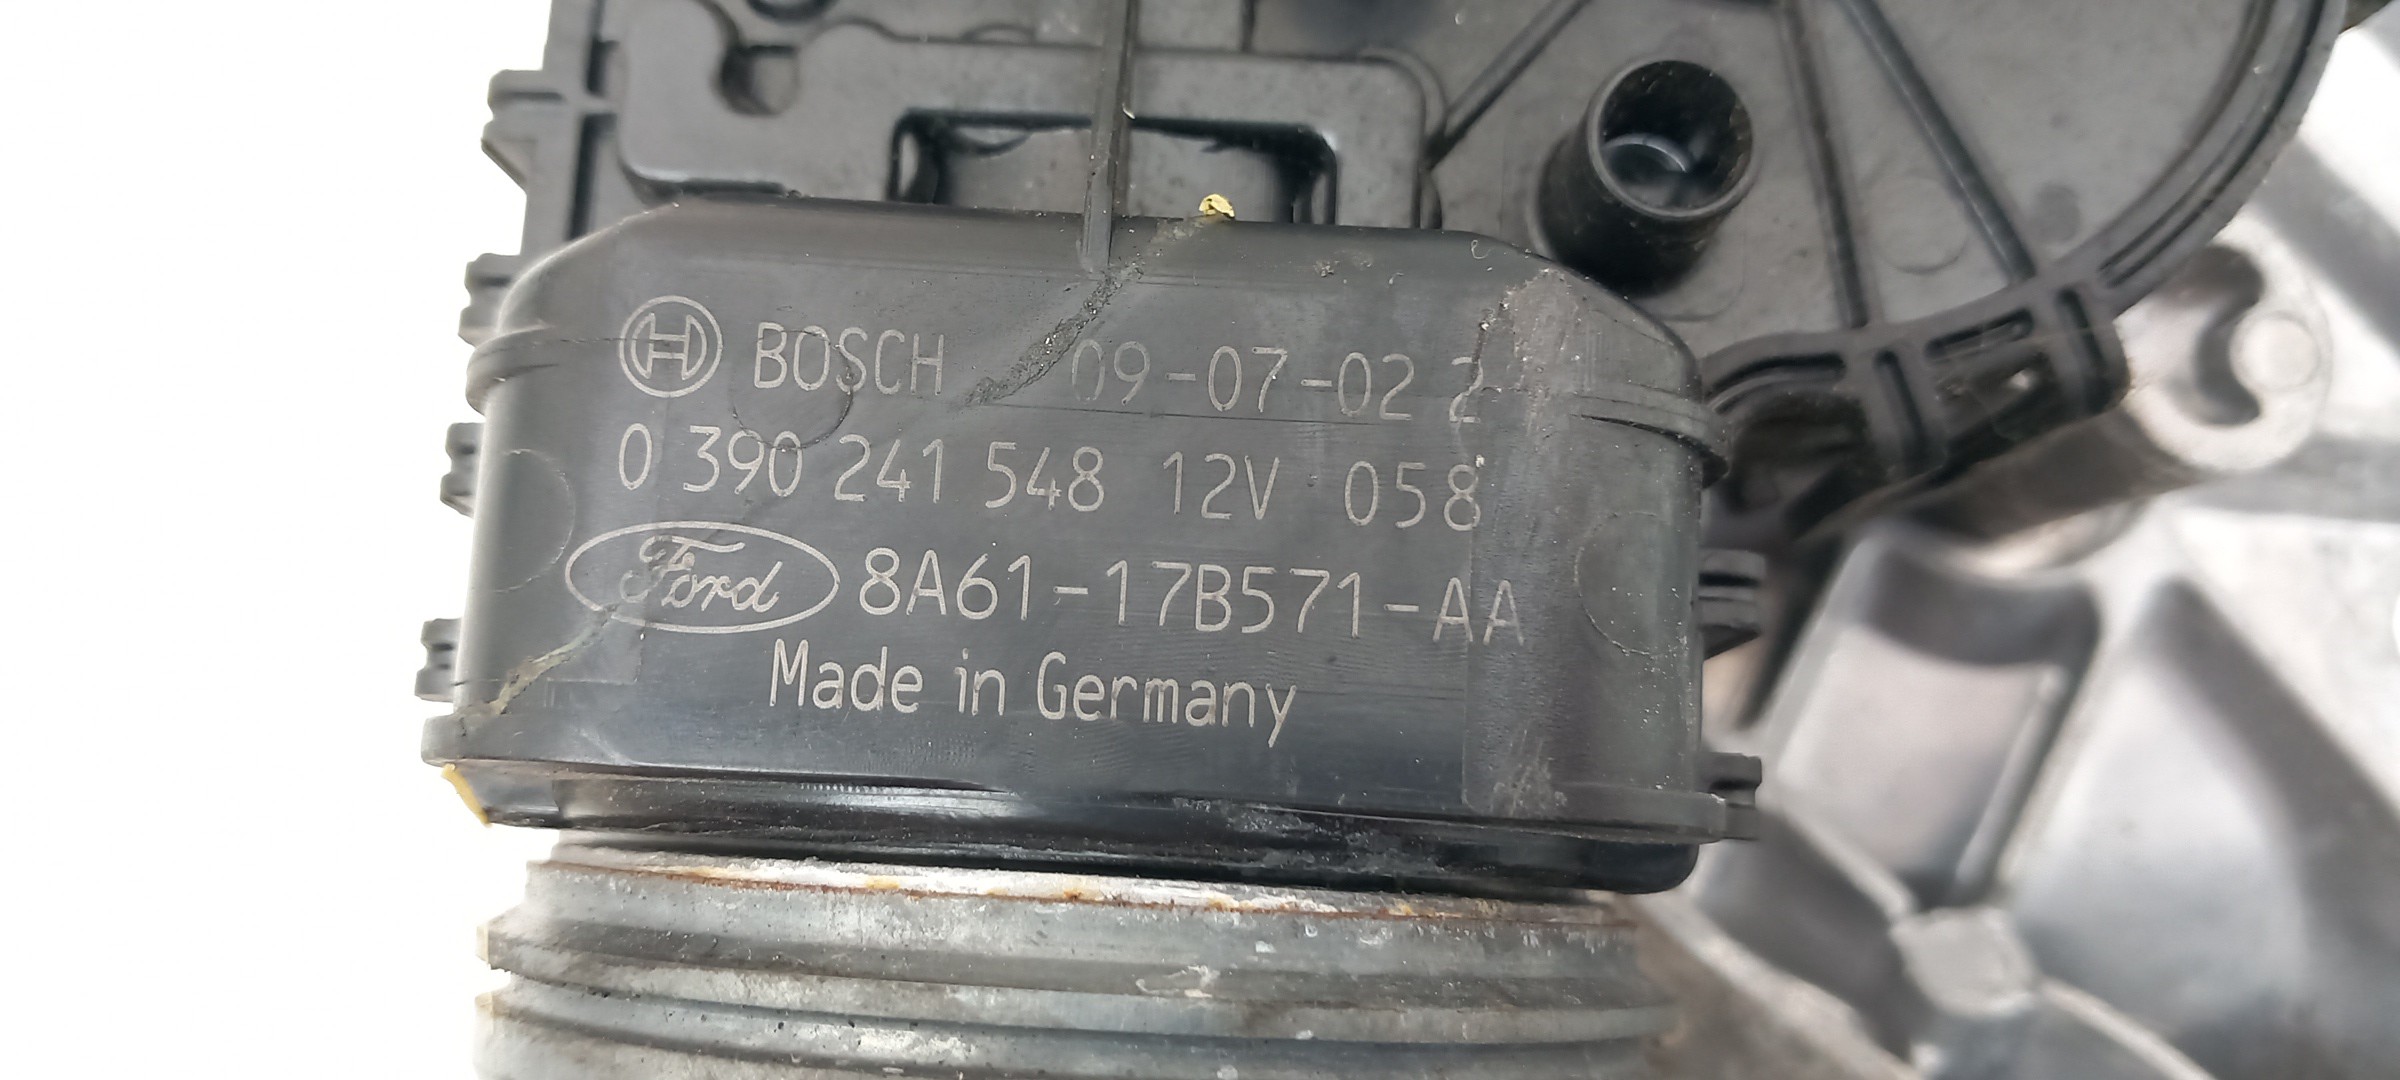 BOSCH 09-07-02 2
0 390 241 548 12V 058
Ford 8A61-17B571-AA
Made in Germany